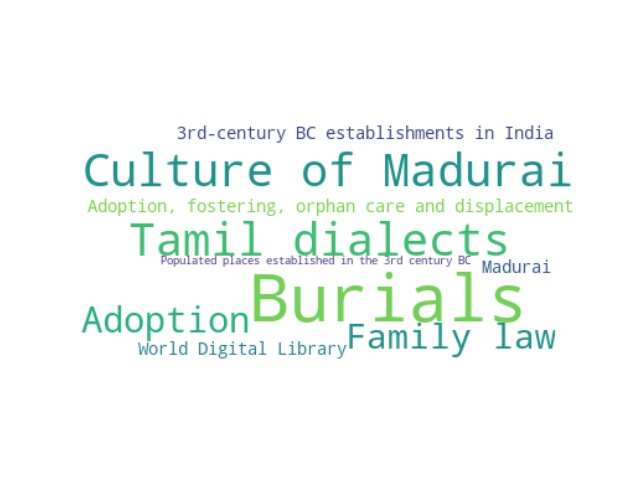 3rd-century BC establishments in India
Culture of Madurai
Adoption, fostering, orphan care and displacement
Tamil dialects
Populated places established in the 3rd century BC
Madurai
Burials
Adoption
Family law
World Digital Library